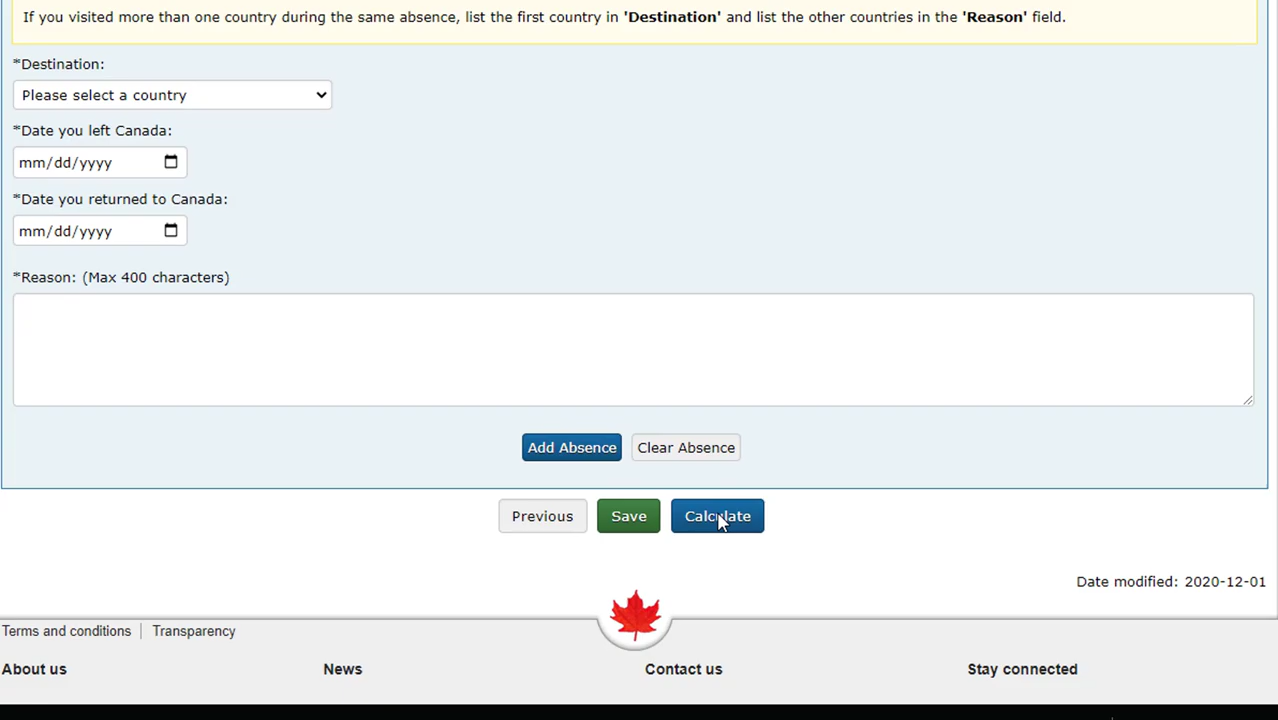 If you visited more than one country during the same absence, list the first country in 'Destination' and list the other countries in the 'Reason' field.
*Destination:
Please select a country
*Date you left Canada:
mm/dd/yyyy
*Date you returned to Canada:
mm/dd/yyyy
*Reason: (Max 400 characters)
Add Absence Clear Absence
Previous Save Calculate
Date modified: 2020-12-01
Terms and conditions Transparency
About us News Contact us Stay connected